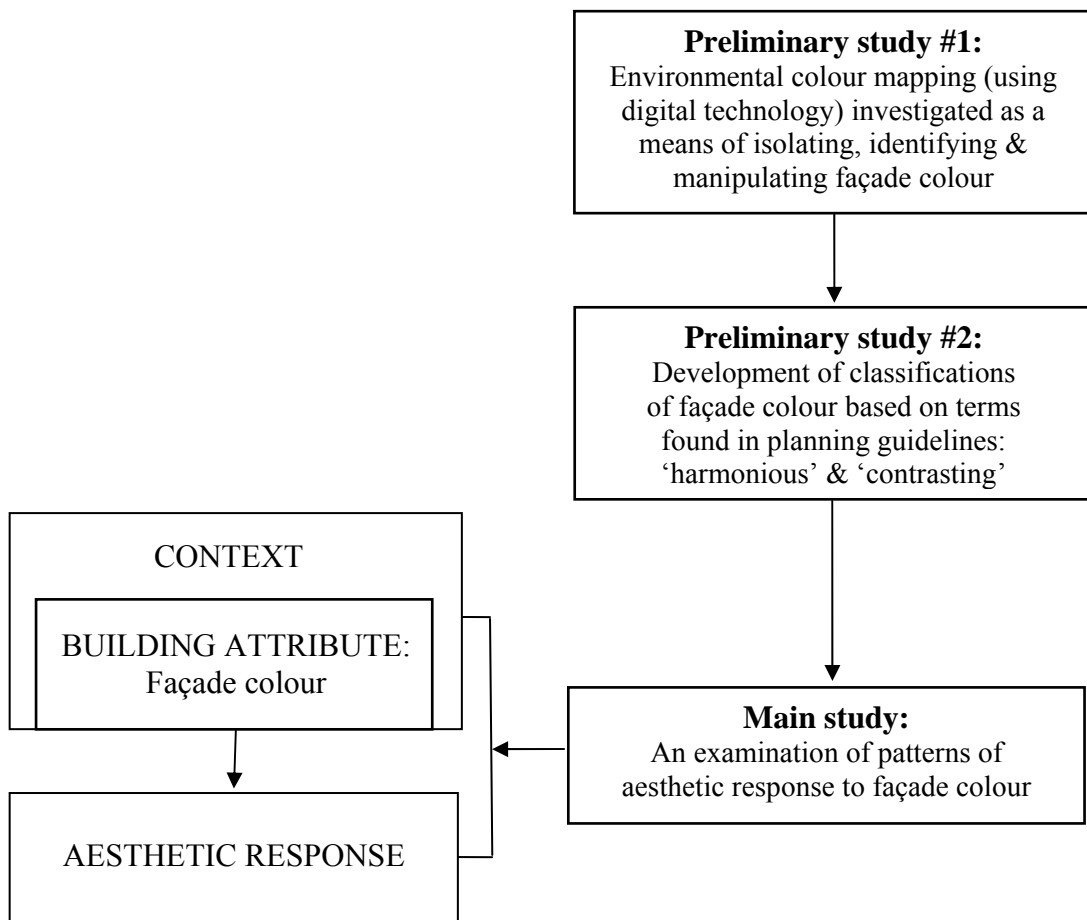 Preliminary study #1:
Environmental colour mapping (using
digital technology) investigated as a
means of isolating, identifying &
manipulating façade colour
Preliminary study #2:
Development of classifications
of façade colour based on terms
found in planning guidelines:
‘harmonious’ & ‘contrasting’
CONTEXT
BUILDING ATTRIBUTE:
Façade colour
Main study:
An examination of patterns of
aesthetic response to façade colour
AESTHETIC RESPONSE